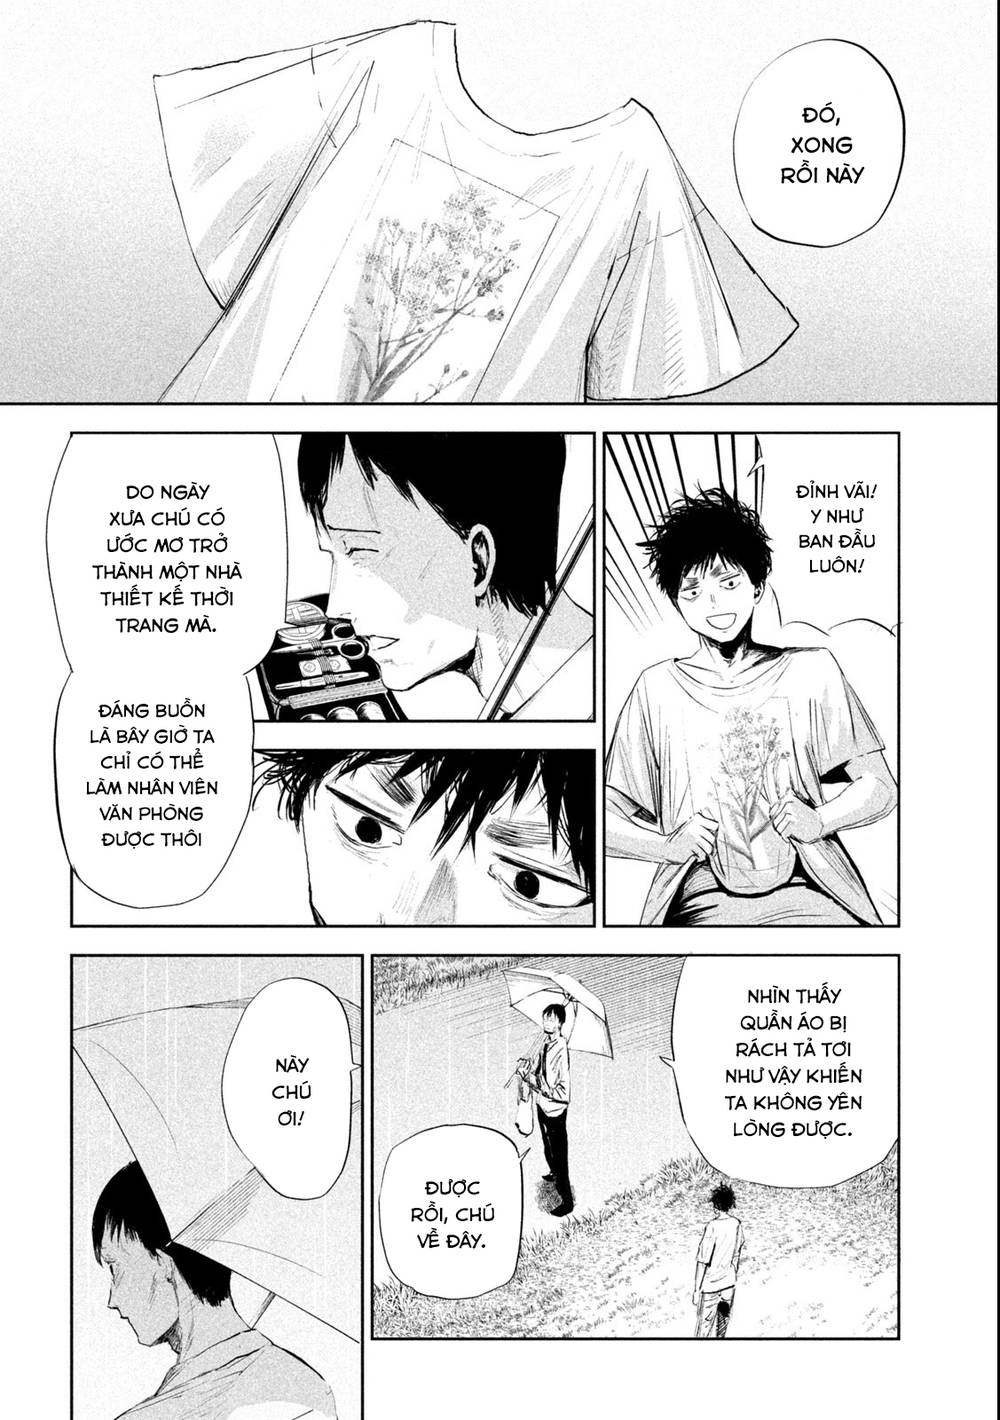 ĐÓ,
XONG
RỒI NÀY
ĐỈNH VÃI!
Y NHƯ
BAN ĐẦU
LUÔN!
DO NGÀY
XƯA CHÚ CÓ
ƯỚC MƠ TRỞ
THÀNH MỘT NHÀ
THIẾT KẾ THỜI
TRANG MÀ.
ĐÁNG BUỒN
LÀ BÂY GIỜ TA
CHỈ CÓ THỂ
LÀM NHÂN VIÊN
VĂN PHÒNG
ĐƯỢC THÔI
NHÌN THẤY
QUẦN ÁO BỊ
RÁCH TẢ TƠI
NHƯ VẬY KHIẾN
TA KHÔNG YÊN
LÒNG ĐƯỢC.
ĐƯỢC
RỒI, CHÚ
VỀ ĐÂY.
NÀY
CHÚ
ƠI!